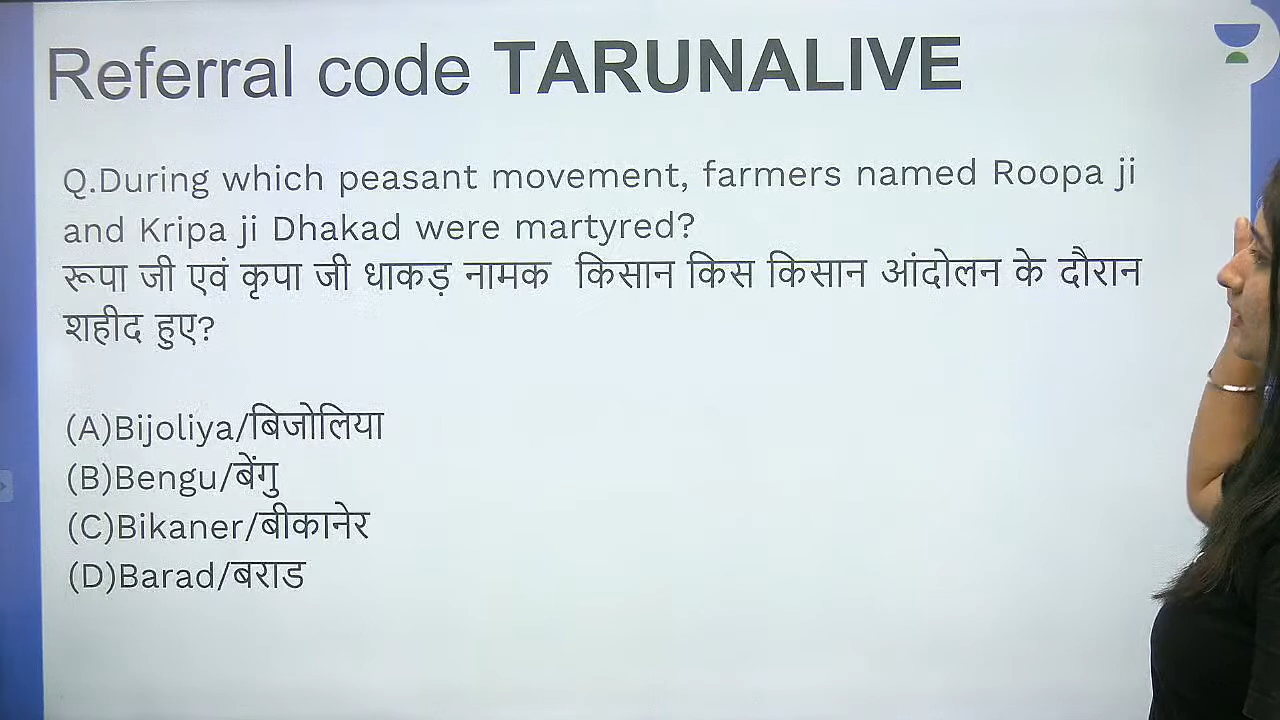 Referral code TARUNALIVE
Q.During which peasant movement, farmers named Roopa ji
and Kripa ji Dhakad were martyred?
रूपा जी एवं कृपा जी धाकड़ नामक किसान किस किसान आंदोलन के दौरान
शहीद हुए?
(A)Bijoliya/बिजोलिया
(B)Bengu/बेंगु
(C)Bikaner/बीकानेर
(D)Barad/बराड